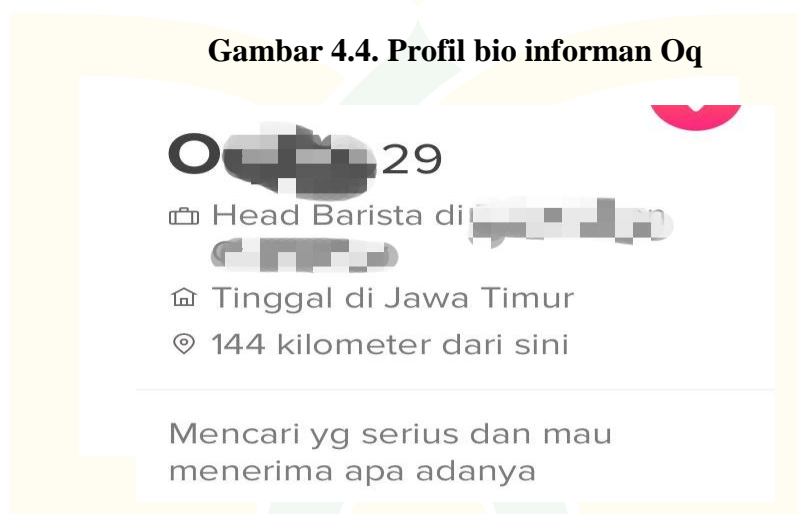 Gambar 4.4. Profil bio informan Oq
O 29
Head Barista di
Tinggal di Jawa Timur
144 kilometer dari sini
Mencari yg serius dan mau
menerima apa adanya